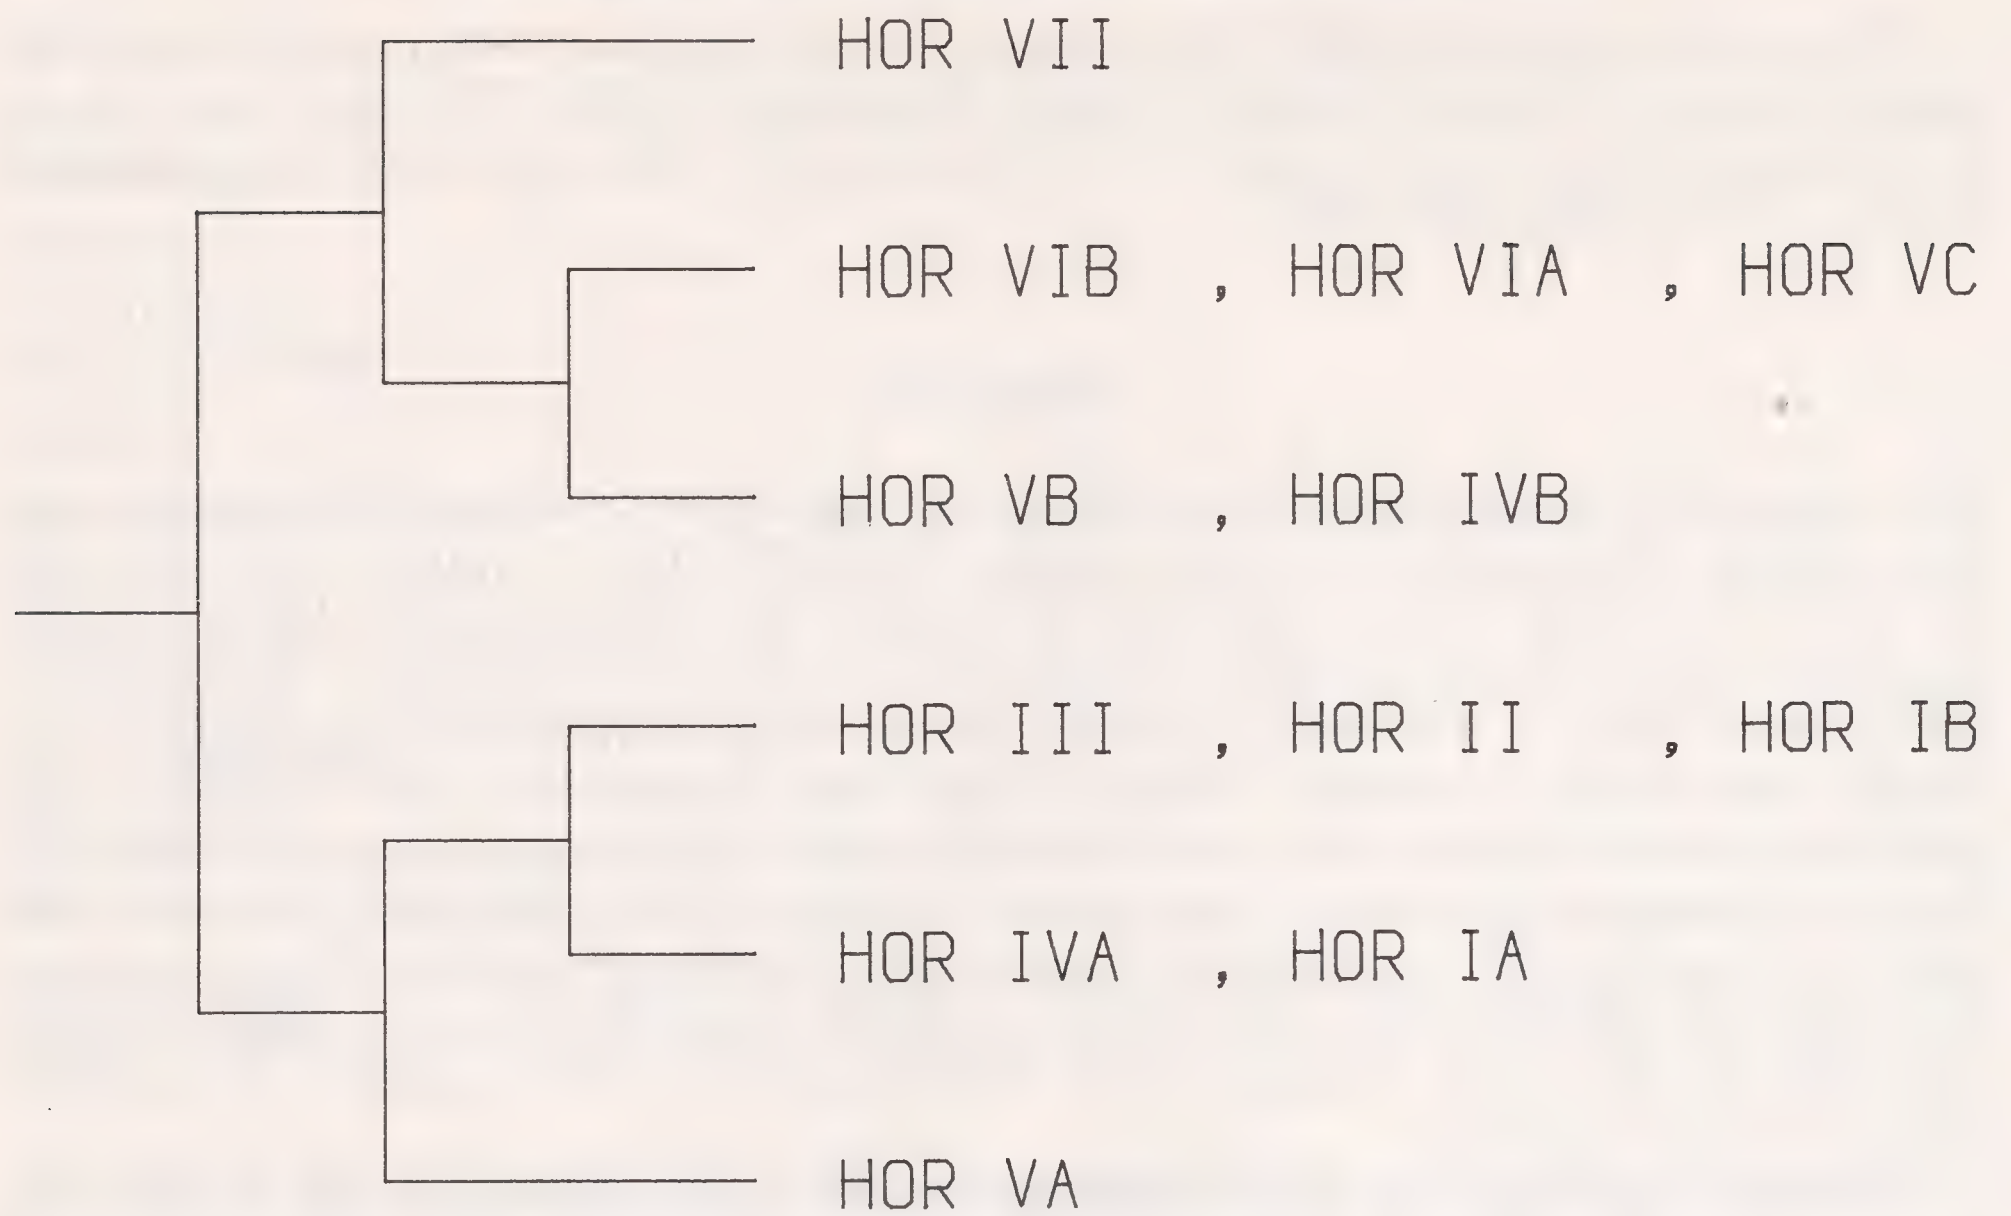 HOR VII
HOR VIB , HOR VIA , HOR VC
HOR VB , HOR IVB
HOR III , HOR II , HOR IB
HOR IVA , HOR IA
HOR VA